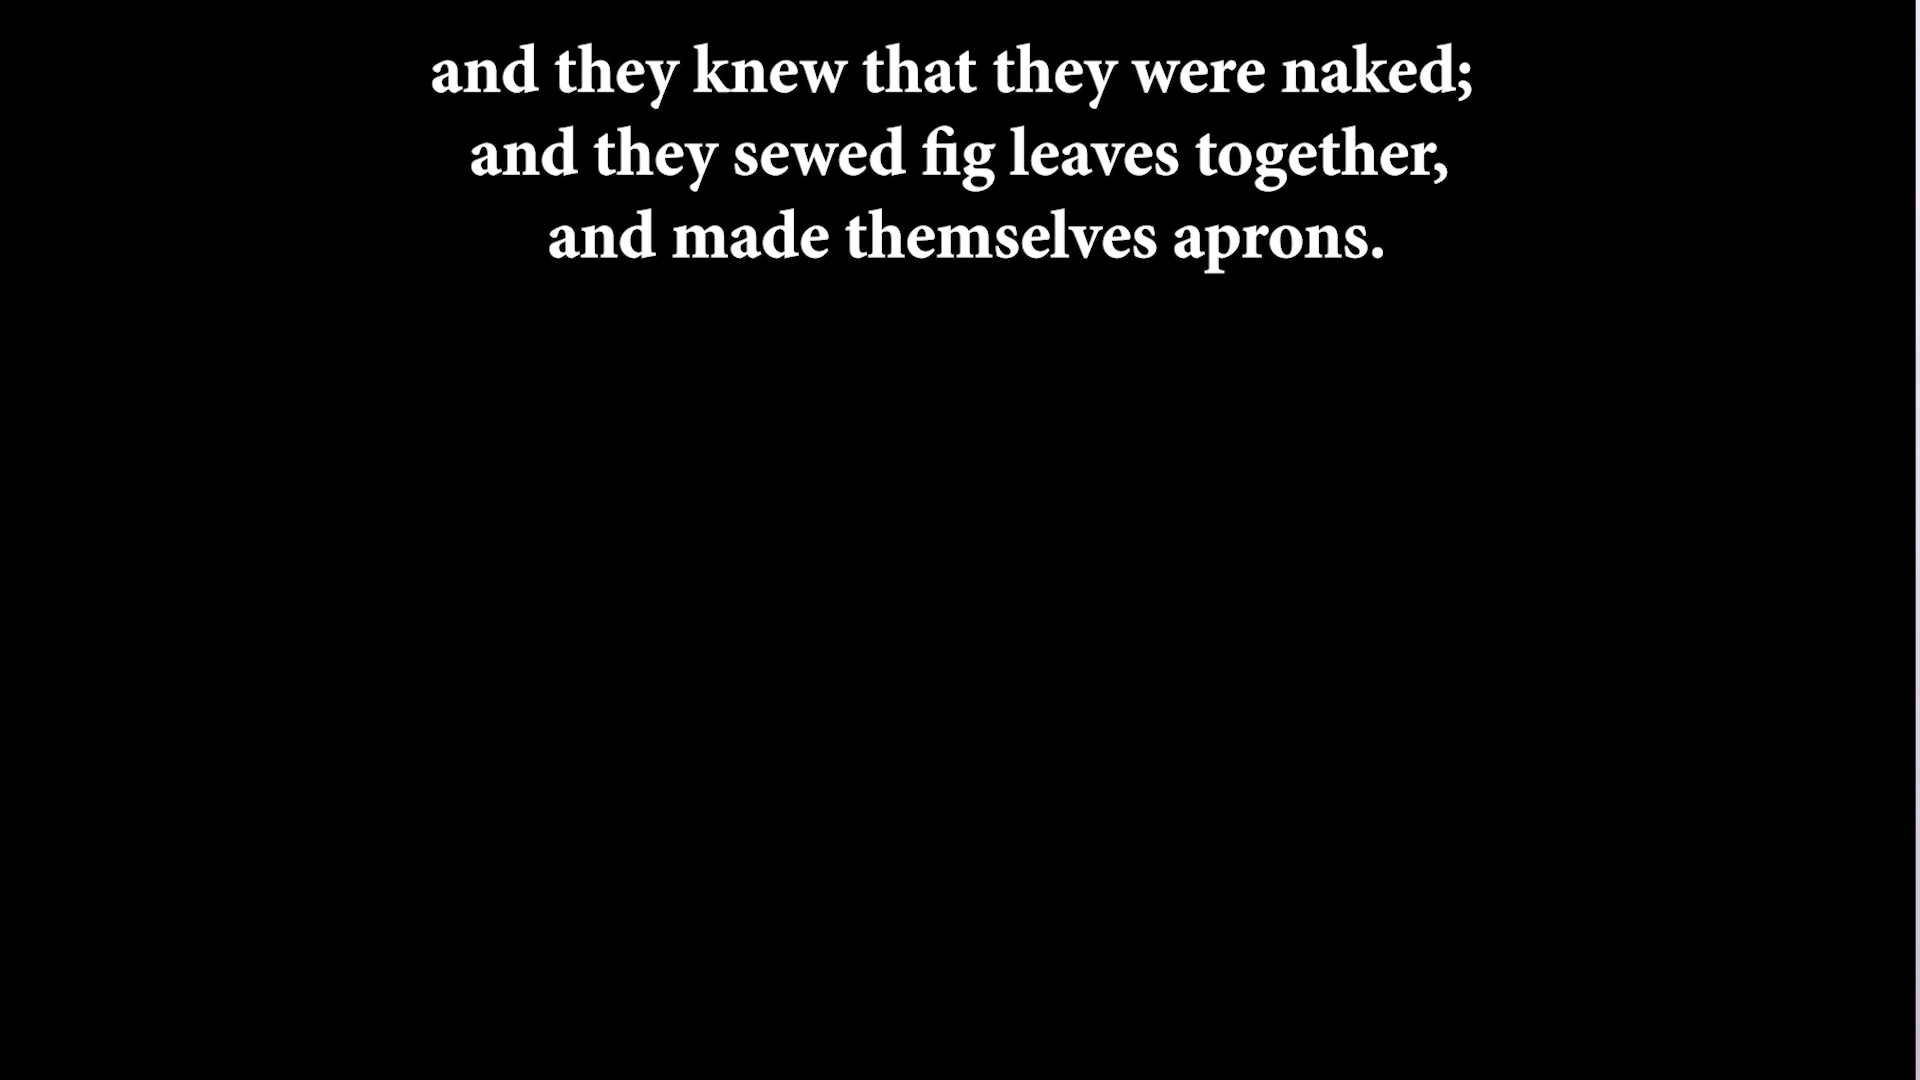 and they knew that they were naked;
and they sewed fig leaves together,
and made themselves aprons.